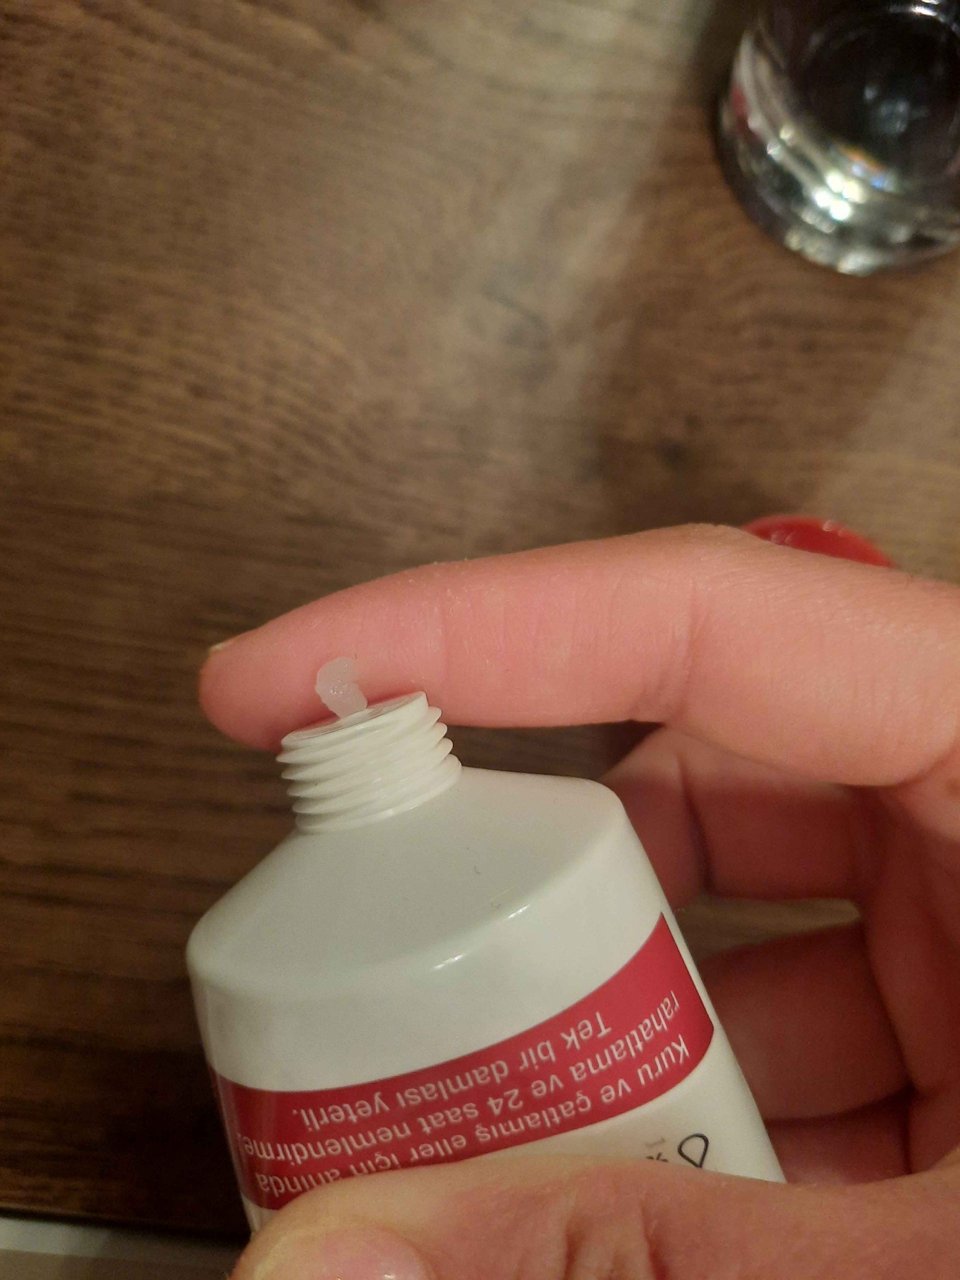 Kuru ve çatlamış eller için anında
rahatlama ve 24 saat nemlendirme.
Tek bir damlası yeterli.